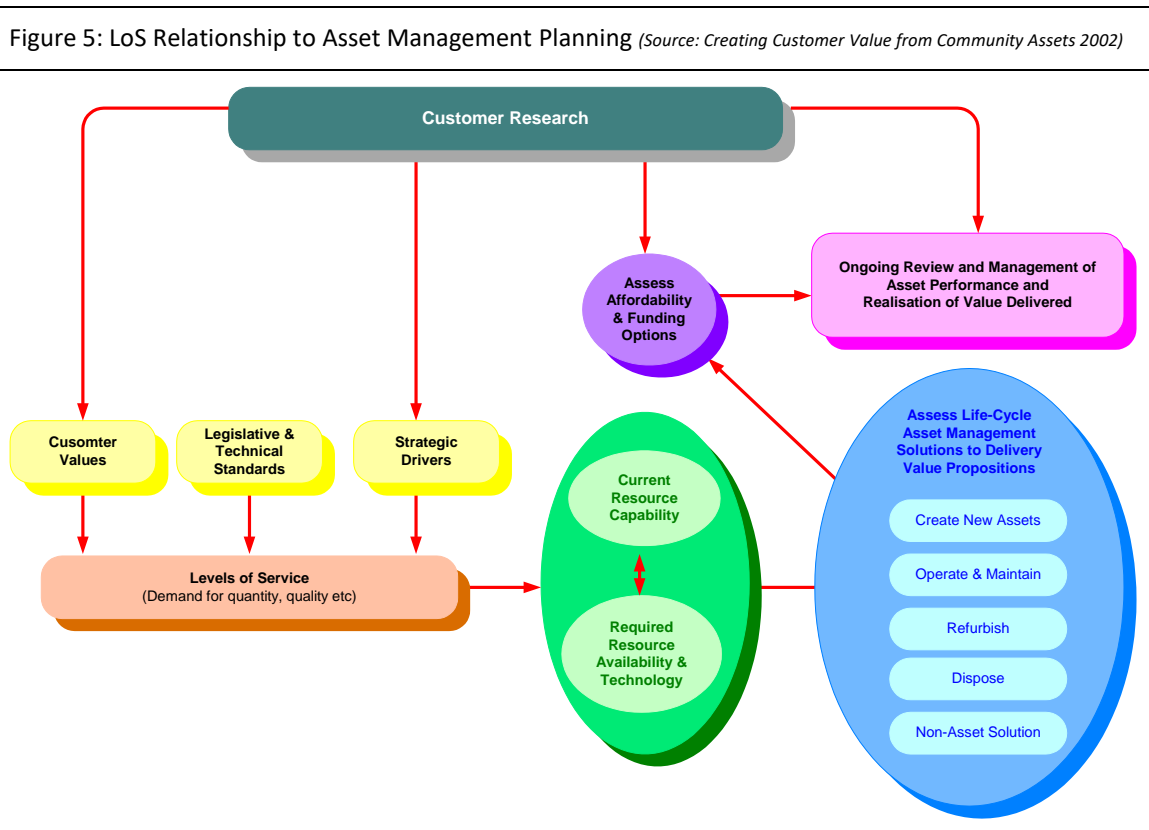 Figure 5: LoS Relationship to Asset Management Planning (Source: Creating Customer Value from Community Assets 2002)
Customer Research
Ongoing Review and Management of
Asset Performance and
Realisation of Value Delivered
Assess
Affordability
& Funding
Options
Cusomter
Values
Legislative &
Technical
Standards
Strategic
Drivers
Levels of Service
(Demand for quantity, quality etc)
Current
Resource
Capability
Required
Resource
Availability &
Technology
Assess Life-Cycle
Asset Management
Solutions to Delivery
Value Propositions
Create New Assets
Operate & Maintain
Refurbish
Dispose
Non-Asset Solution